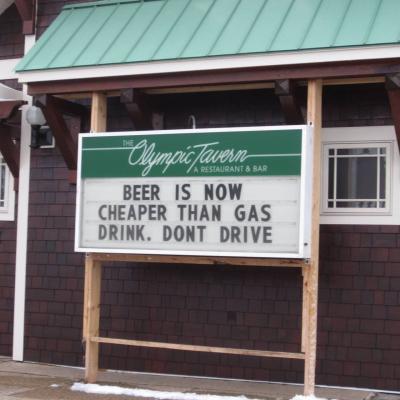 THE Olympic Tavern
A RESTAURANT & BAR
BEER IS NOW
CHEAPER THAN GAS
DRINK. DONT DRIVE